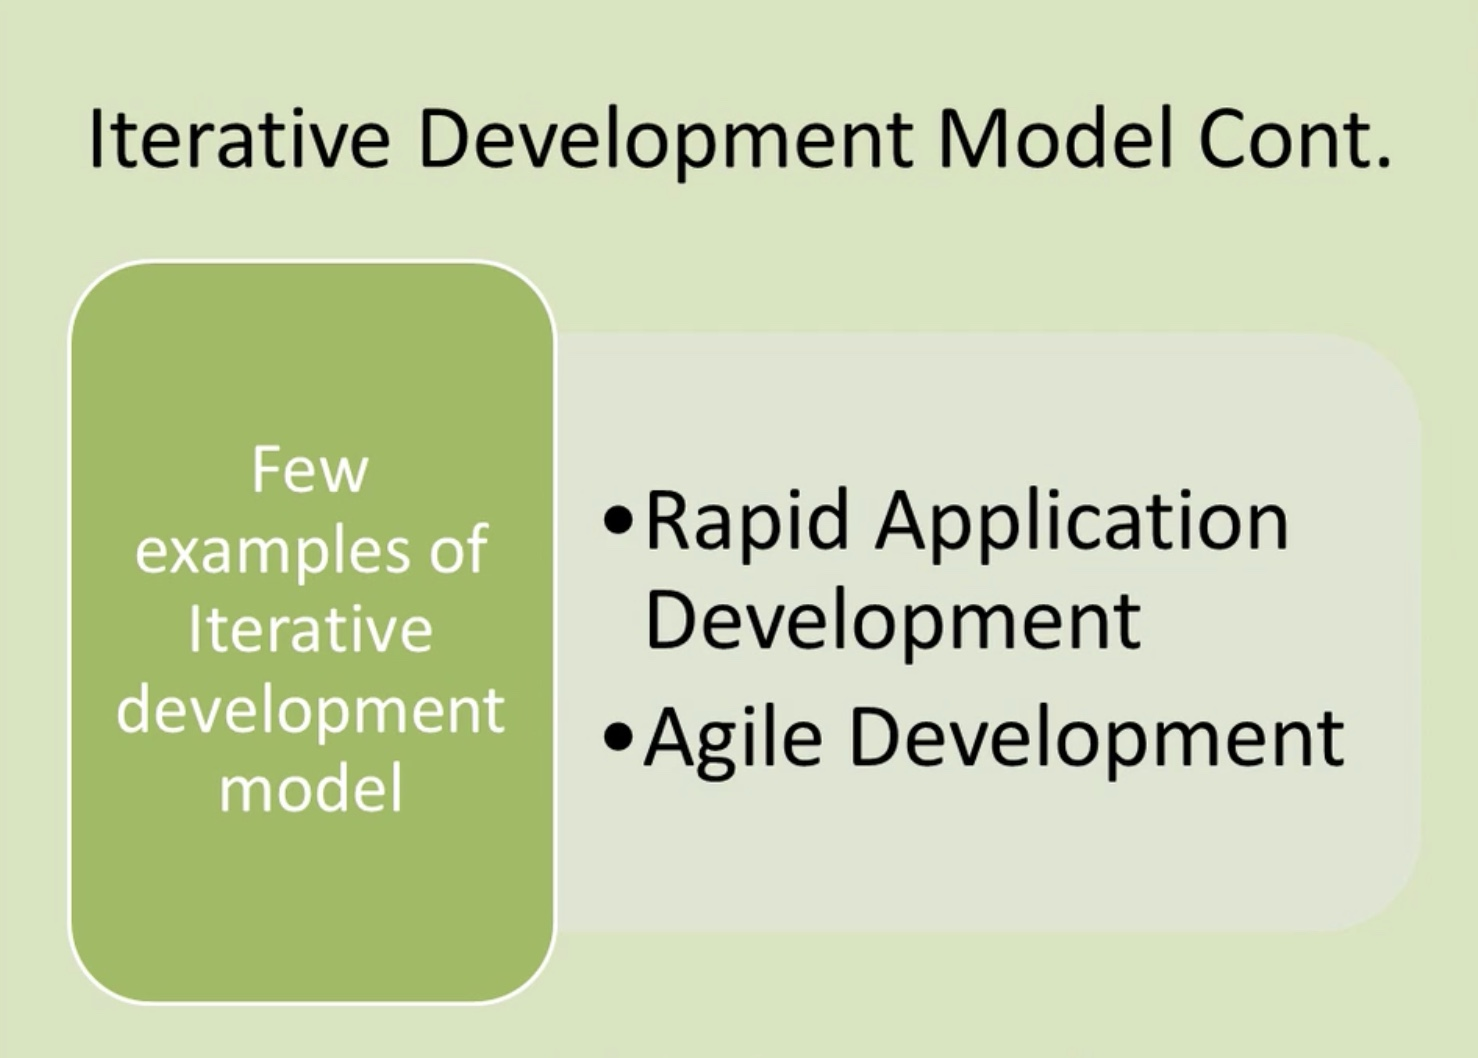 Iterative Development Model Cont.
Few
examples of
Iterative
development
model
•Rapid Application
Development
•Agile Development